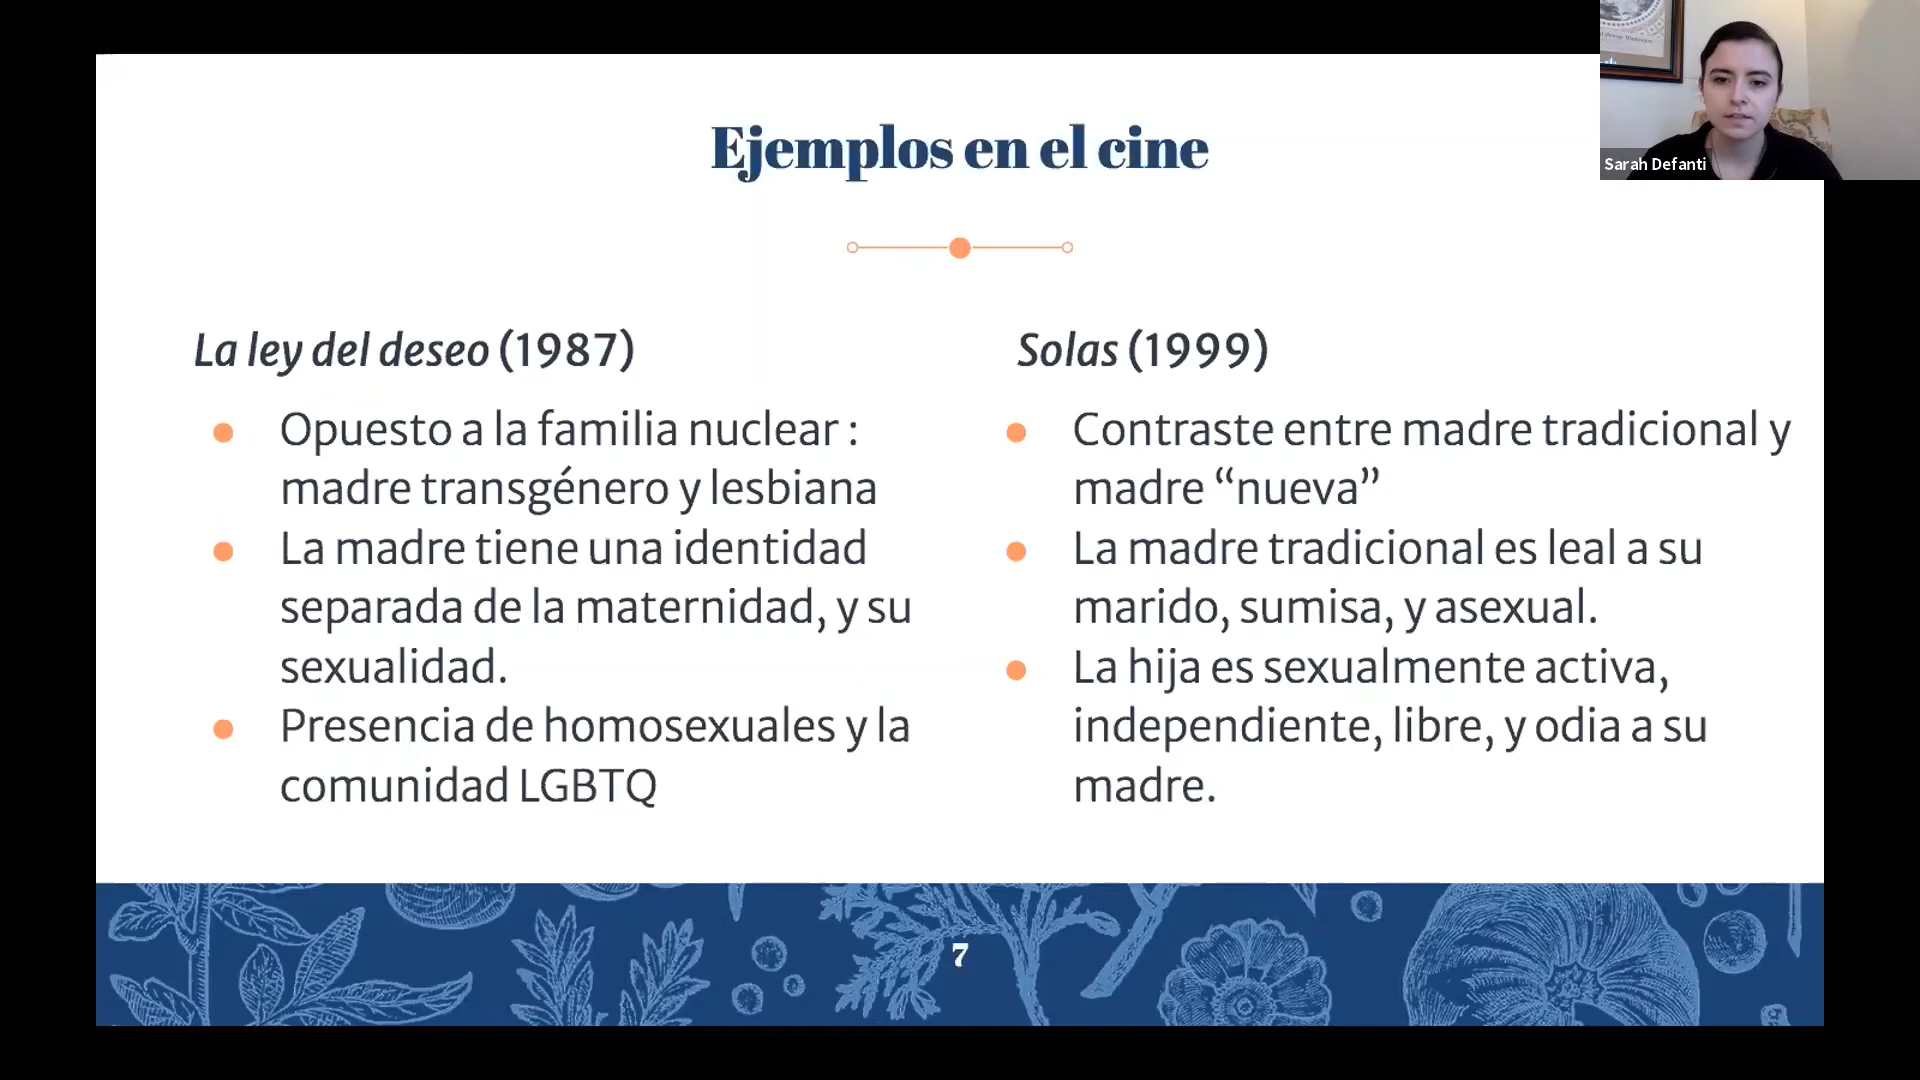 Ejemplos en el cine
Sarah Defanti
La ley del deseo (1987)
Opuesto a la familia nuclear :
madre transgénero y lesbiana
La madre tiene una identidad
separada de la maternidad, y su
sexualidad.
Presencia de homosexuales y la
comunidad LGBTQ
Solas (1999)
Contraste entre madre tradicional y
madre “nueva”
La madre tradicional es leal a su
marido, sumisa, y asexual.
La hija es sexualmente activa,
independiente, libre, y odia a su
madre.
7